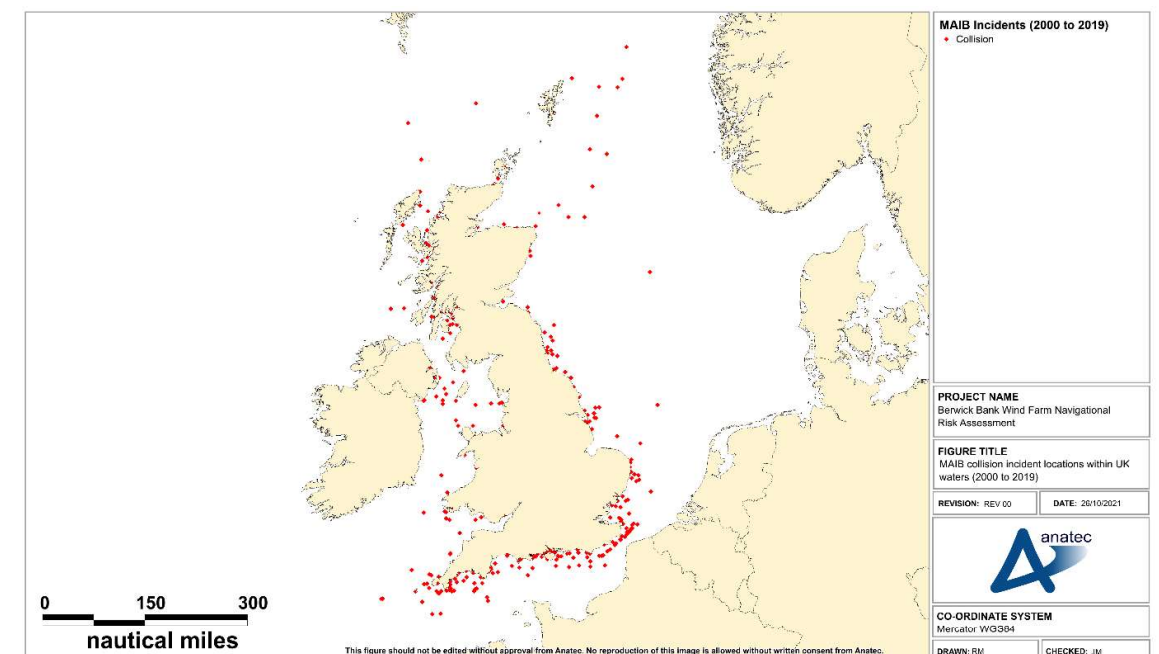 MAIB Incidents (2000 to 2019)
Collision
PROJECT NAME
Berwick Bank Wind Farm Navigational
Risk Assessment
FIGURE TITLE
MAIB collision incident locations within UK
waters (2000 to 2019)
REVISION: REV 00
DATE: 26/10/2021
anatec
CO-ORDINATE SYSTEM
Mercator WGS84
DRAWN: RM
CHECKED: JM
0 150 300
nautical miles
This figure should not be edited without approval from Anatec. No reproduction of this image is allowed without written consent from Anatec.